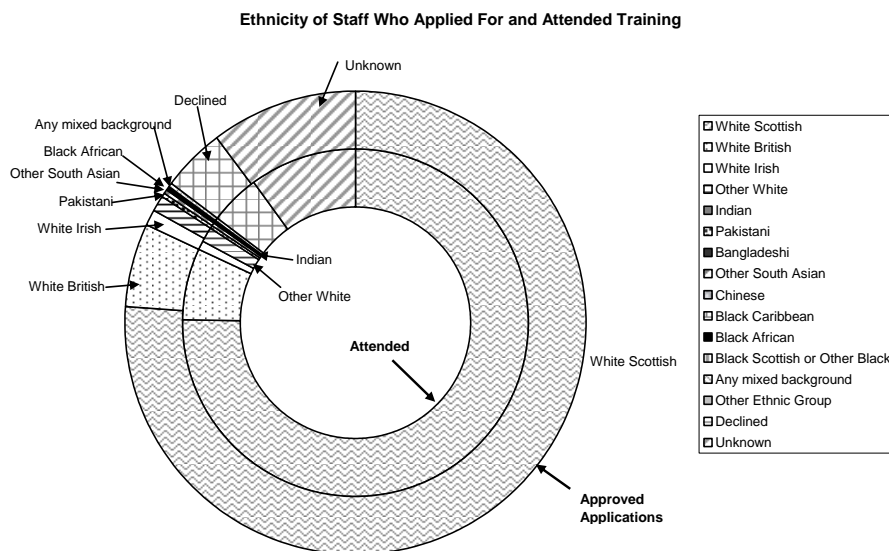 Ethnicity of Staff Who Applied For and Attended Training
Unknown
Declined
Any mixed background
Black African
Other South Asian
Pakistani
White Irish
White British
Indian
Other White
Attended
White Scottish
Approved
Applications
White Scottish
White British
White Irish
Other White
Indian
Pakistani
Bangladeshi
Other South Asian
Chinese
Black Caribbean
Black African
Black Scottish or Other Black
Any mixed background
Other Ethnic Group
Declined
Unknown